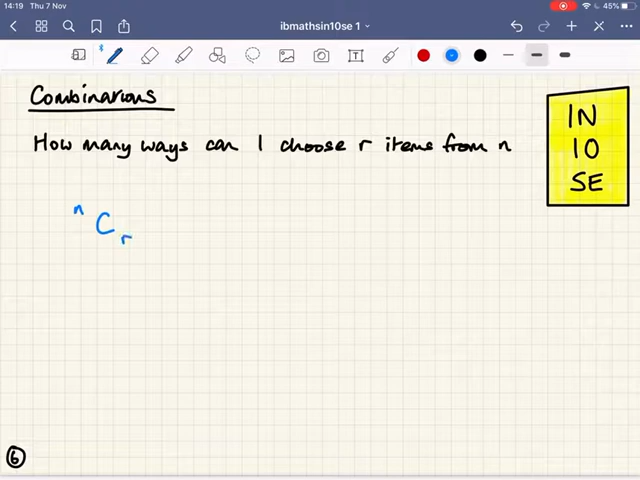 14:19 Thu 7 Nov
45%
ibmathsin10se 1
Combinations
How many ways can I choose r items from n
IN
10
SE
n C r
6